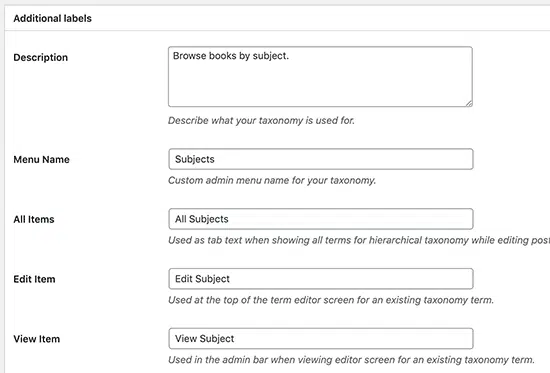 Additional labels
Description
Browse books by subject.
Describe what your taxonomy is used for.
Menu Name
Subjects
Custom admin menu name for your taxonomy.
All Items
All Subjects
Used as tab text when showing all terms for hierarchical taxonomy while editing post
Edit Item
Edit Subject
Used at the top of the term editor screen for an existing taxonomy term.
View Item
View Subject
Used in the admin bar when viewing editor screen for an existing taxonomy term.